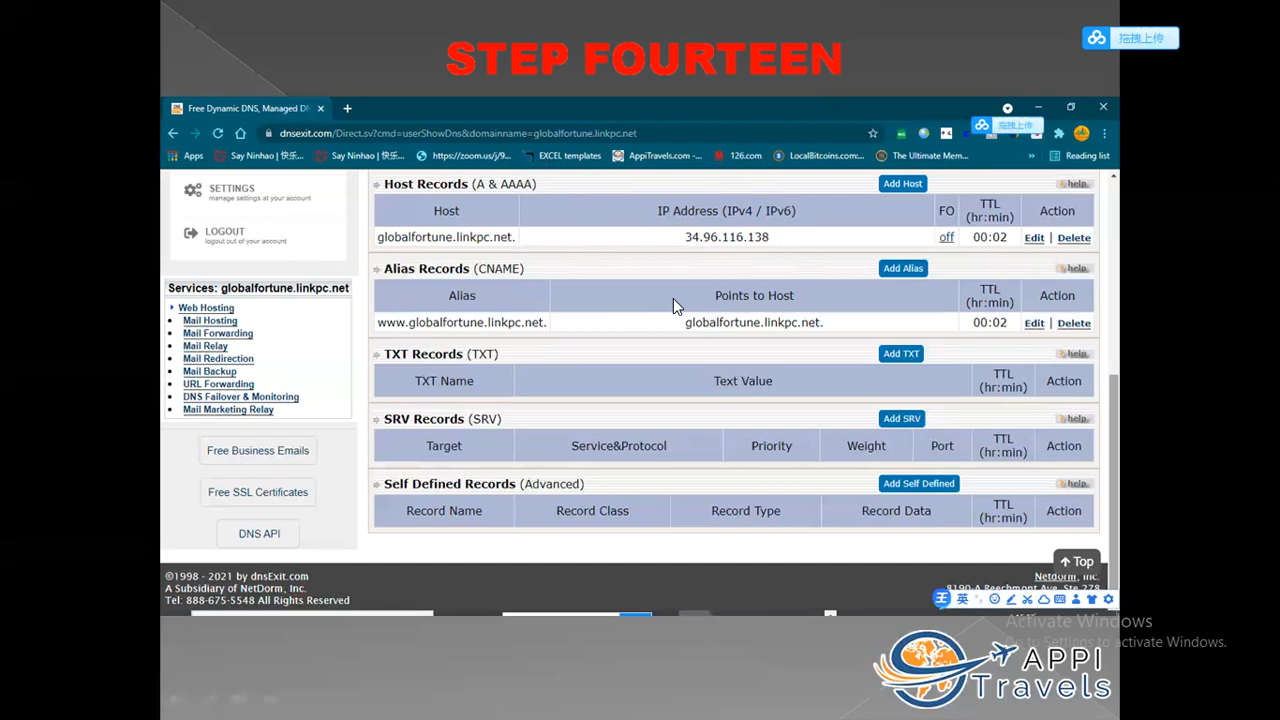 STEP FOURTEEN
拖拽上传
Free Dynamic DNS, Managed D
dnsexit.com/Direct.sv?cmd=userShowDns&domainname=globalfortune.linkpc.net
拖拽上传
Apps
Say Ninhao | 快乐...
Say Ninhao | 快乐...
https://zoom.us/j/9...
EXCEL templates
AppiTravels.com -...
126.com
LocalBitcoins.com:...
The Ultimate Mem...
»
Reading list
SETTINGS
manage settings at your account
LOGOUT
logout out of your account
Services: globalfortune.linkpc.net
Web Hosting
Mail Hosting
Mail Forwarding
Mail Relay
Mail Redirection
Mail Backup
URL Forwarding
DNS Failover & Monitoring
Mail Marketing Relay
Free Business Emails
Free SSL Certificates
DNS API
Host Records (A & AAAA) Add Host help
Host IP Address (IPv4 / IPv6) FO TTL (hr:min) Action
globalfortune.linkpc.net. 34.96.116.138 off 00:02 Edit | Delete
Alias Records (CNAME) Add Alias help
Alias Points to Host TTL (hr:min) Action
www.globalfortune.linkpc.net. globalfortune.linkpc.net. 00:02 Edit | Delete
TXT Records (TXT) Add TXT help
TXT Name Text Value TTL (hr:min) Action
SRV Records (SRV) Add SRV help
Target Service&Protocol Priority Weight Port TTL (hr:min) Action
Self Defined Records (Advanced) Add Self Defined help
Record Name Record Class Record Type Record Data TTL (hr:min) Action
Top
©1998 - 2021 by dnsExit.com
A Subsidiary of NetDorm, Inc.
Tel: 888-675-5548 All Rights Reserved
Netdorm, Inc.
8190-A Beechmont Ave, Ste 278
英
Activate Windows
Go to Settings to activate Windows.
APPI
Travels